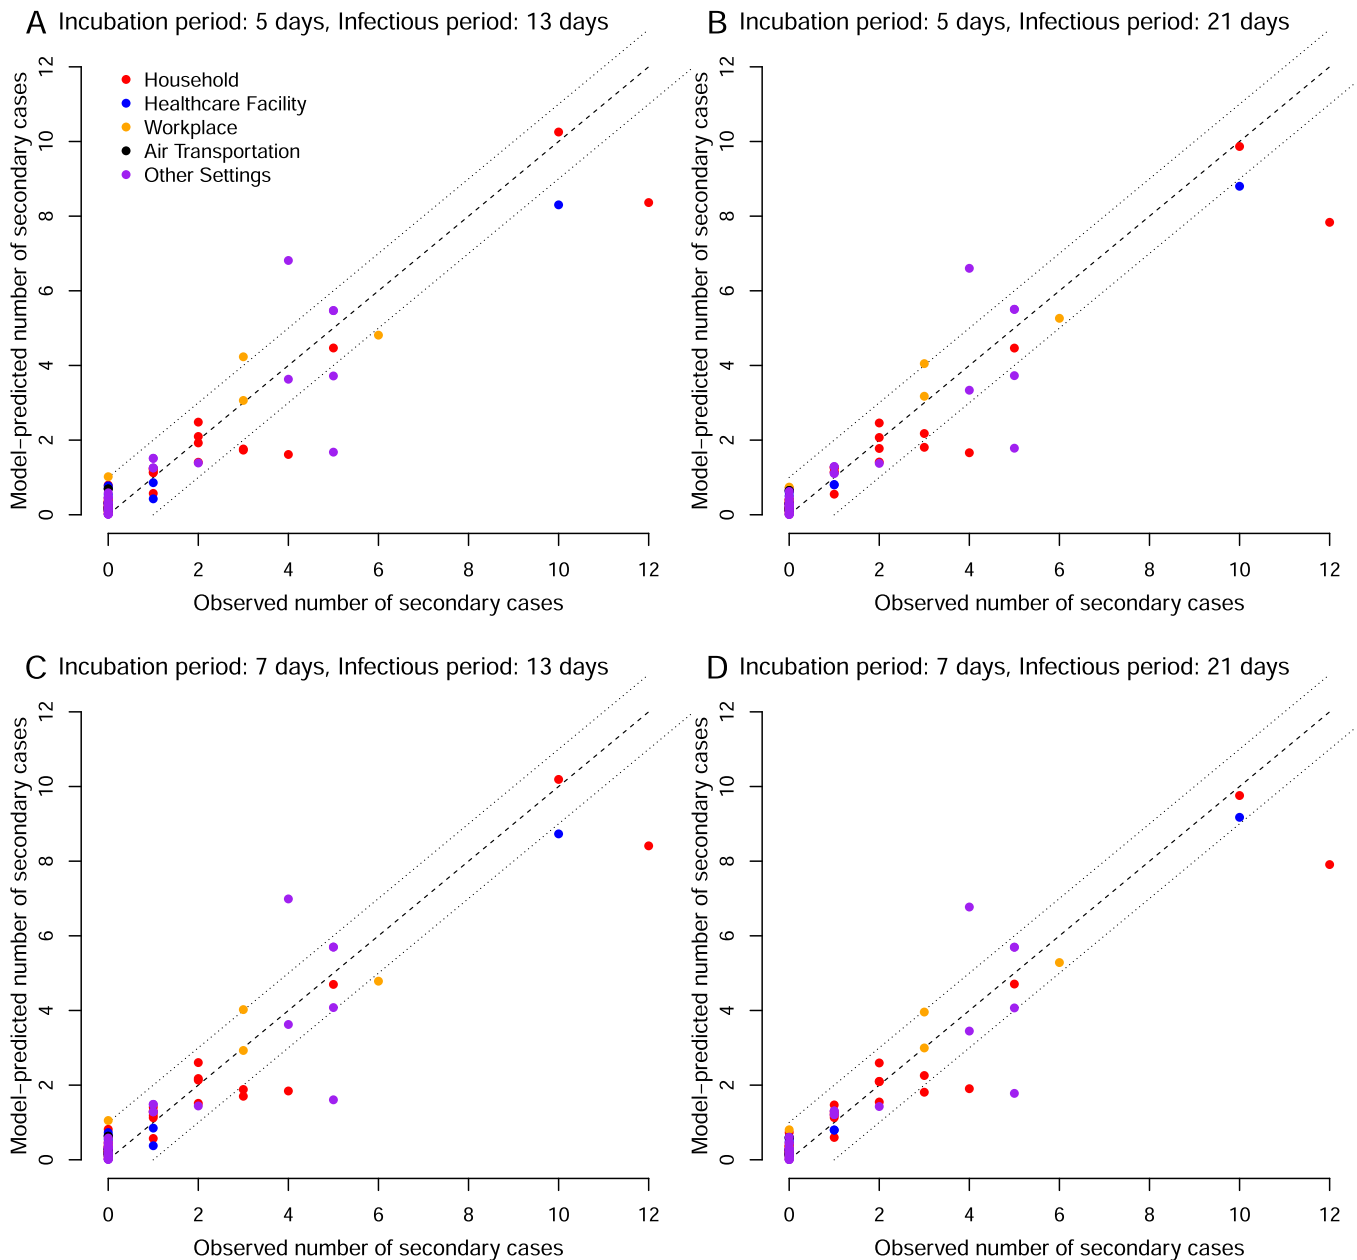 A Incubation period: 5 days, Infectious period: 13 days
Model-predicted number of secondary cases
12
10
8
6
4
2
0
Household
Healthcare Facility
Workplace
Air Transportation
Other Settings
0 2 4 6 8 10 12
Observed number of secondary cases
B Incubation period: 5 days, Infectious period: 21 days
Model-predicted number of secondary cases
12
10
8
6
4
2
0
0 2 4 6 8 10 12
Observed number of secondary cases
C Incubation period: 7 days, Infectious period: 13 days
Model-predicted number of secondary cases
12
10
8
6
4
2
0
0 2 4 6 8 10 12
Observed number of secondary cases
D Incubation period: 7 days, Infectious period: 21 days
Model-predicted number of secondary cases
12
10
8
6
4
2
0
0 2 4 6 8 10 12
Observed number of secondary cases